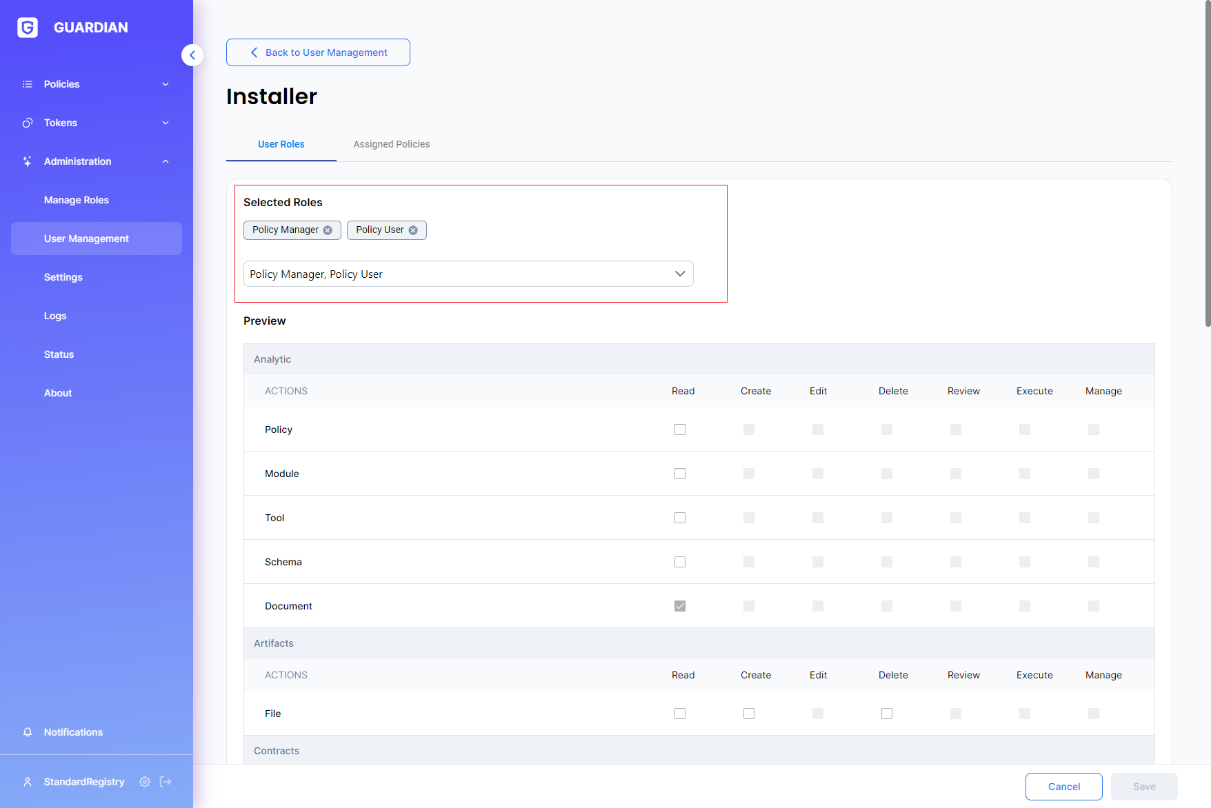 GUARDIAN
Policies
Tokens
Administration
Manage Roles
User Management
Settings
Logs
Status
About
Notifications
StandardRegistry
Back to User Management
Installer
User Roles Assigned Policies
Selected Roles
Policy Manager Policy User
Policy Manager, Policy User
Preview
Analytic
ACTIONS Read Create Edit Delete Review Execute Manage
Policy
Module
Tool
Schema
Document
Artifacts
ACTIONS Read Create Edit Delete Review Execute Manage
File
Contracts
Cancel Save